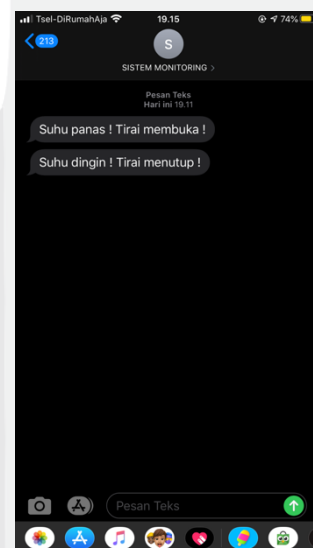 Tsel-DiRumahAja 19.15 74%
213
S
SISTEM MONITORING >
Pesan Teks
Hari ini 19.11
Suhu panas ! Tirai membuka !
Suhu dingin ! Tirai menutup !
Pesan Teks